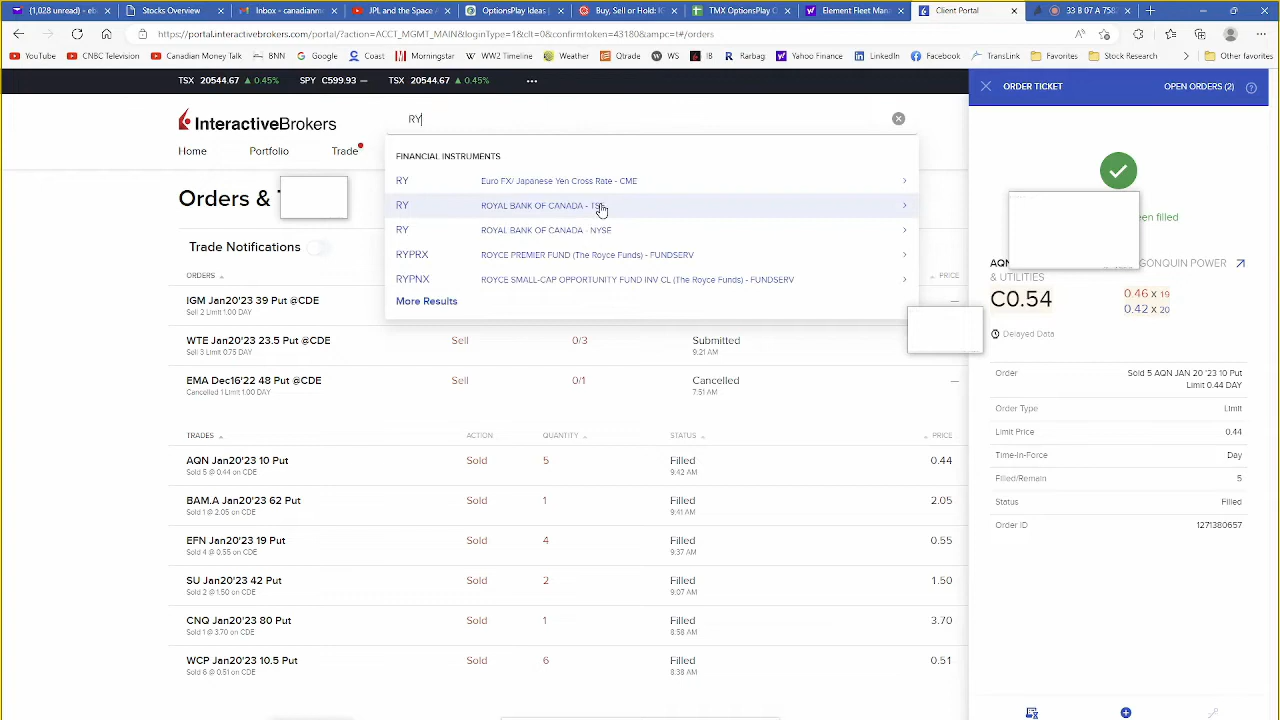 (1,028 unread) - eb
Stocks Overview
Inbox - canadianm
JPL and the Space A
OptionsPlay Ideas |
Buy, Sell or Hold: K
TMX OptionsPlay C
Element Fleet Man
Client Portal
33 B 07 A 758
https://portal.interactivebrokers.com/portal/?action=ACCT_MGMT_MAIN&loginType=1&clt=0&confirmtoken=43180&ampc=t#/orders
YouTube CNBC Television Canadian Money Talk BNN Google Coast Morningstar WW2 Timeline Weather Qtrade WS !8 Rarbag Yahoo Finance LinkedIn Facebook TransLink Favorites Stock Research Other favorites
TSX 20544.67 ▲ 0.45% SPY C599.93 — TSX 20544.67 ▲ 0.45% •••
ORDER TICKET OPEN ORDERS (2)
InteractiveBrokers
RY
Home Portfolio Trade
FINANCIAL INSTRUMENTS
RY Euro FX/ Japanese Yen Cross Rate - CME
RY ROYAL BANK OF CANADA -
RY ROYAL BANK OF CANADA - NYSE
RYPRX ROYCE PREMIER FUND (The Royce Funds) - FUNDSERV
RYPNX ROYCE SMALL-CAP OPPORTUNITY FUND INV CL (The Royce Funds) - FUNDSERV
More Results
Orders &
Trade Notifications
ORDERS PRICE
IGM Jan20'23 39 Put @CDE —
Sell 2 Limit 1.00 DAY
WTE Jan20'23 23.5 Put @CDE Sell 0/3 Submitted
Sell 3 Limit 0.75 DAY 9:21 AM
EMA Dec16'22 48 Put @CDE Sell 0/1 Cancelled —
Cancelled 1 Limit 1.00 DAY 7:51 AM
TRADES ACTION QUANTITY STATUS PRICE
AQN Jan20'23 10 Put Sold 5 Filled 0.44
Sold 5 @ 0.44 on CDE 9:42 AM
BAM.A Jan20'23 62 Put Sold 1 Filled 2.05
Sold 1 @ 2.05 on CDE 9:41 AM
EFN Jan20'23 19 Put Sold 4 Filled 0.55
Sold 4 @ 0.55 on CDE 9:37 AM
SU Jan20'23 42 Put Sold 2 Filled 1.50
Sold 2 @ 1.50 on CDE 9:07 AM
CNQ Jan20'23 80 Put Sold 1 Filled 3.70
Sold 1 @ 3.70 on CDE 8:58 AM
WCP Jan20'23 10.5 Put Sold 6 Filled 0.51
Sold 6 @ 0.51 on CDE 8:38 AM
filled
& UTILITIES POWER
C0.54
0.46 x 19
0.42 x 20
Delayed Data
Order Sold 5 AQN JAN 20 '23 10 Put
Limit 0.44 DAY
Order Type Limit
Limit Price 0.44
Time-in-Force Day
Filled/Remain 5
Status Filled
Order ID 1271380657